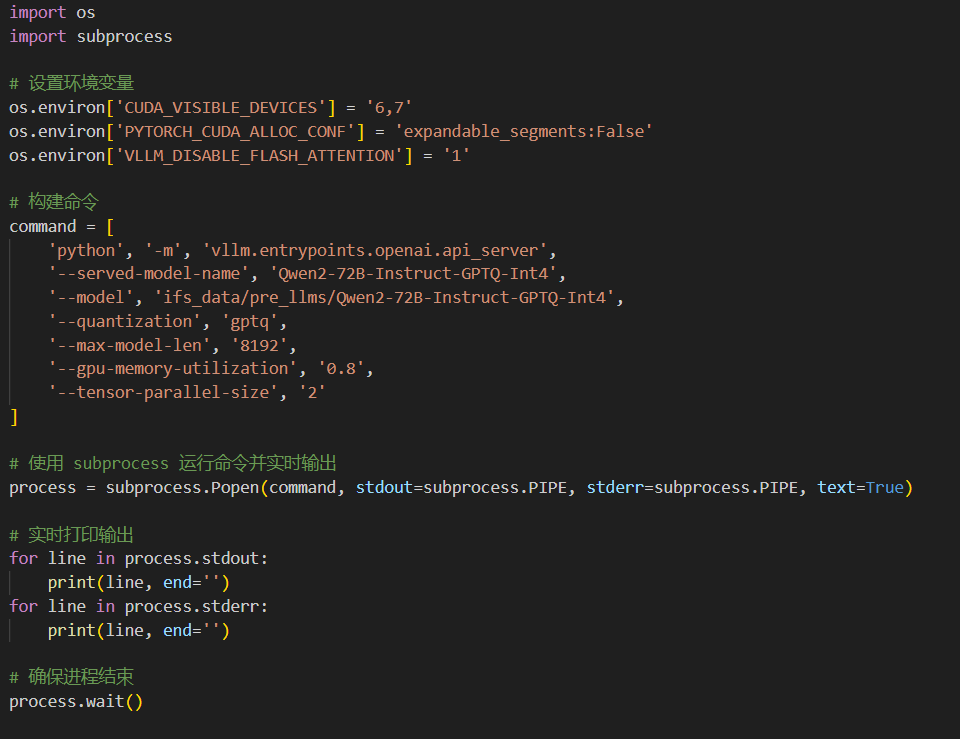 import os
import subprocess
# 设置环境变量
os.environ['CUDA_VISIBLE_DEVICES'] = '6,7'
os.environ['PYTORCH_CUDA_ALLOC_CONF'] = 'expandable_segments:False'
os.environ['VLLM_DISABLE_FLASH_ATTENTION'] = '1'
# 构建命令
command = [
    'python', '-m', 'vllm.entrypoints.openai.api_server',
    '--served-model-name', 'Qwen2-72B-Instruct-GPTQ-Int4',
    '--model', 'ifs_data/pre_llms/Qwen2-72B-Instruct-GPTQ-Int4',
    '--quantization', 'gptq',
    '--max-model-len', '8192',
    '--gpu-memory-utilization', '0.8',
    '--tensor-parallel-size', '2'
]
# 使用 subprocess 运行命令并实时输出
process = subprocess.Popen(command, stdout=subprocess.PIPE, stderr=subprocess.PIPE, text=True)
# 实时打印输出
for line in process.stdout:
    print(line, end='')
for line in process.stderr:
    print(line, end='')
# 确保进程结束
process.wait()